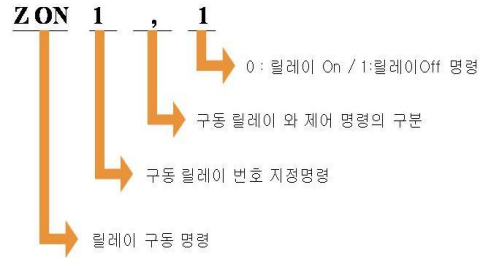 Z ON 1 , 1
0 : 릴레이 On / 1:릴레이Off 명령
구동 릴레이 와 제어 명령의 구분
구동 릴레이 번호 지정명령
릴레이 구동 명령